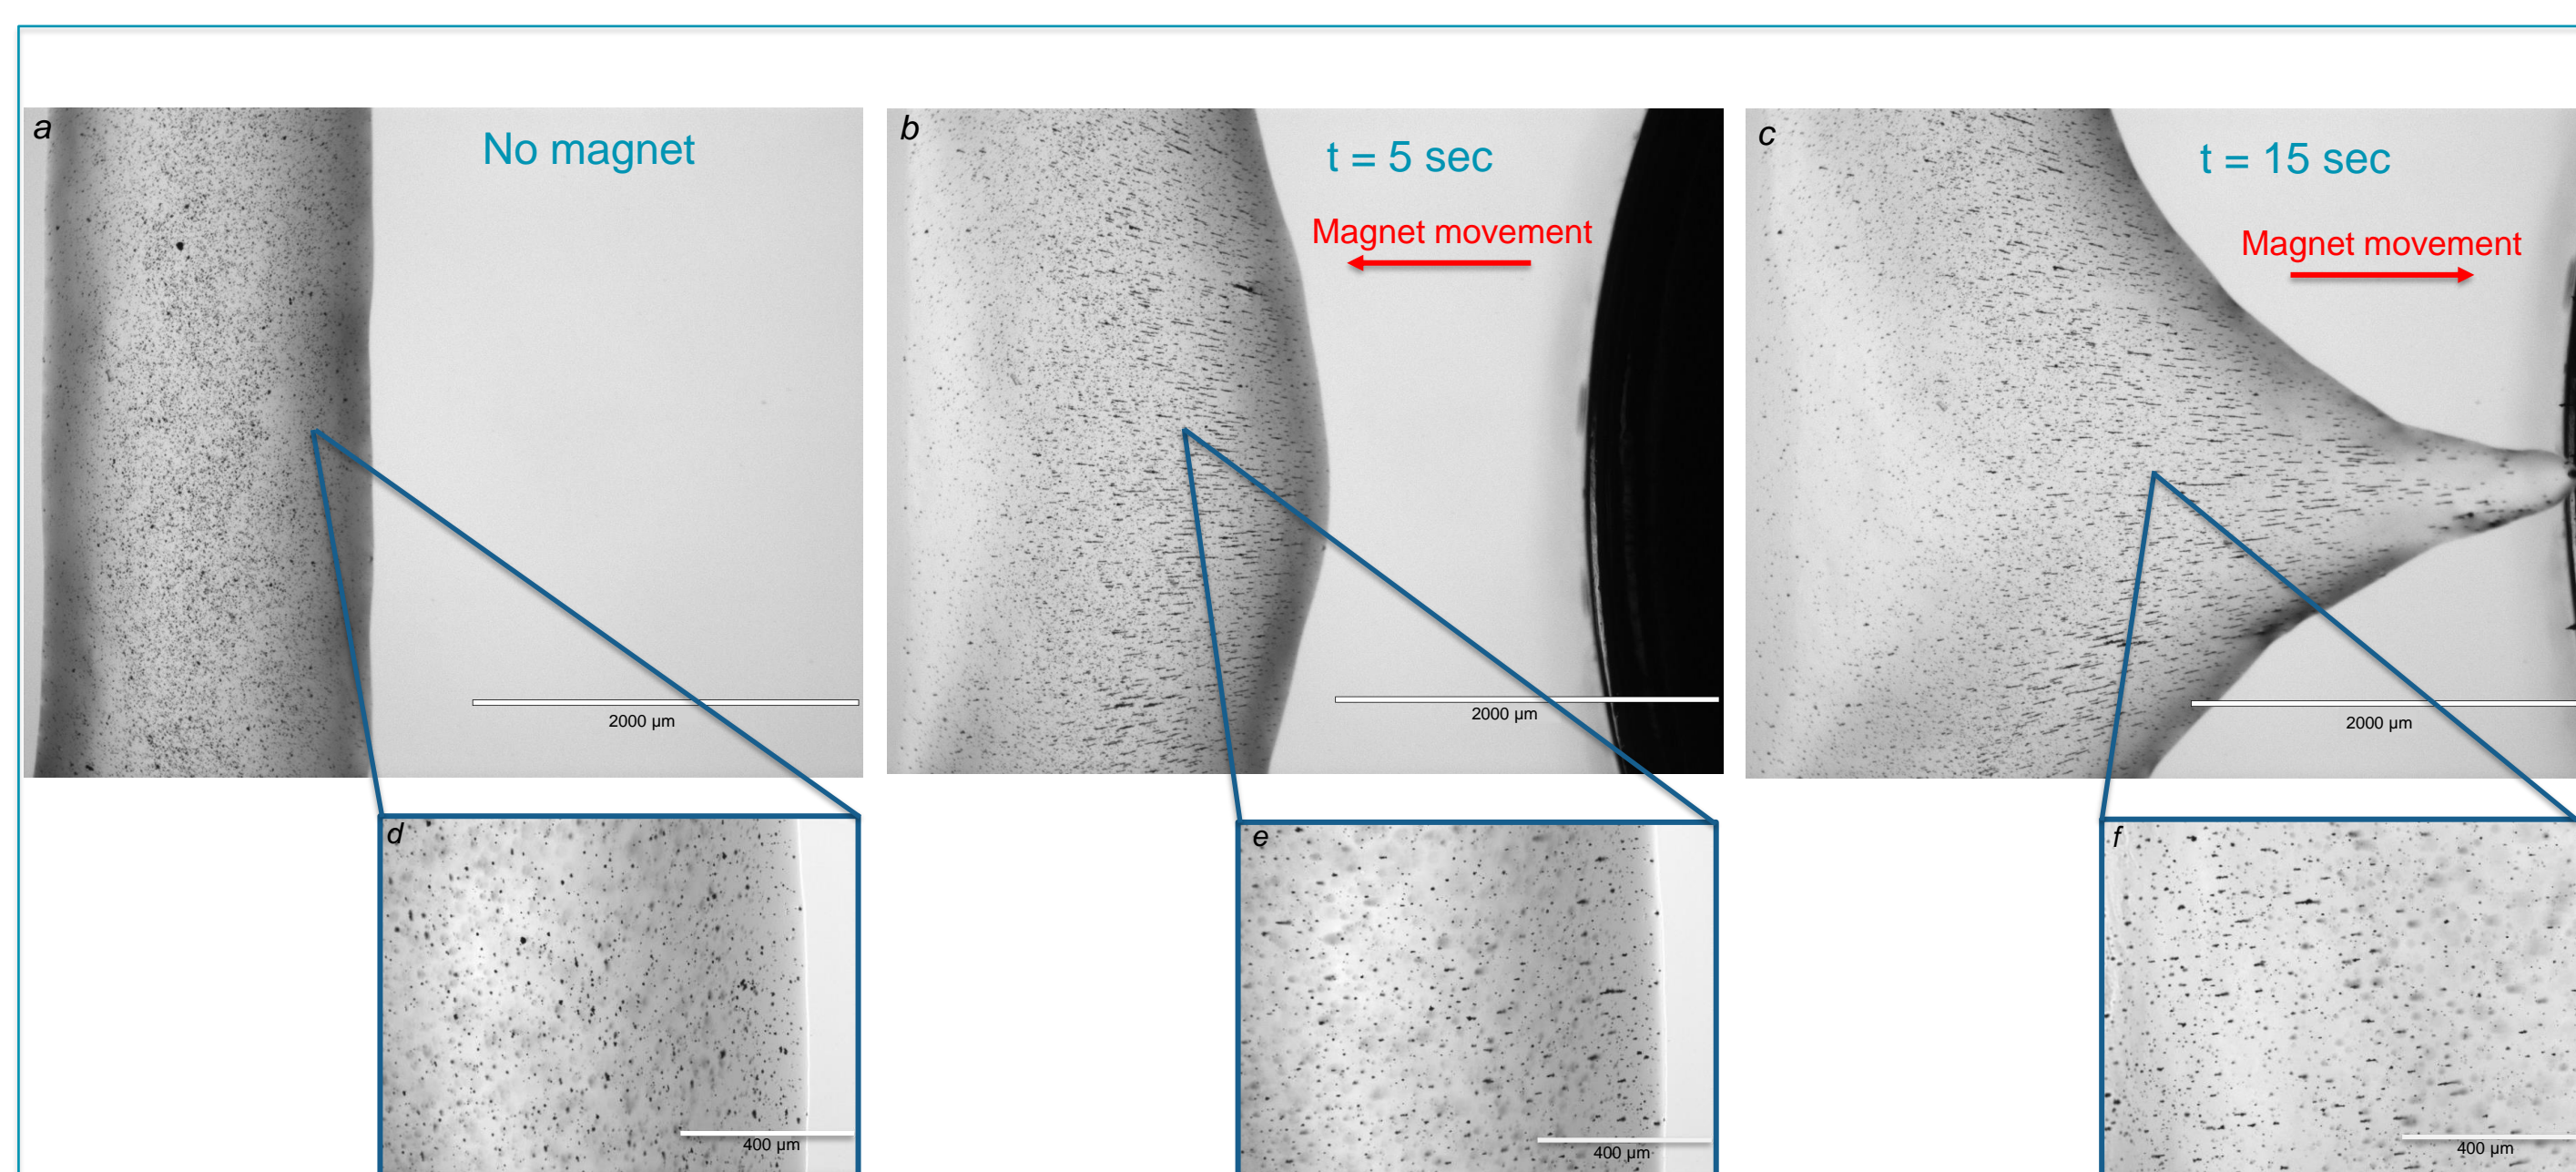 a
No magnet
2000 µm
b
t = 5 sec
Magnet movement
2000 µm
c
t = 15 sec
Magnet movement
2000 µm
d
400 µm
e
400 µm
f
400 µm